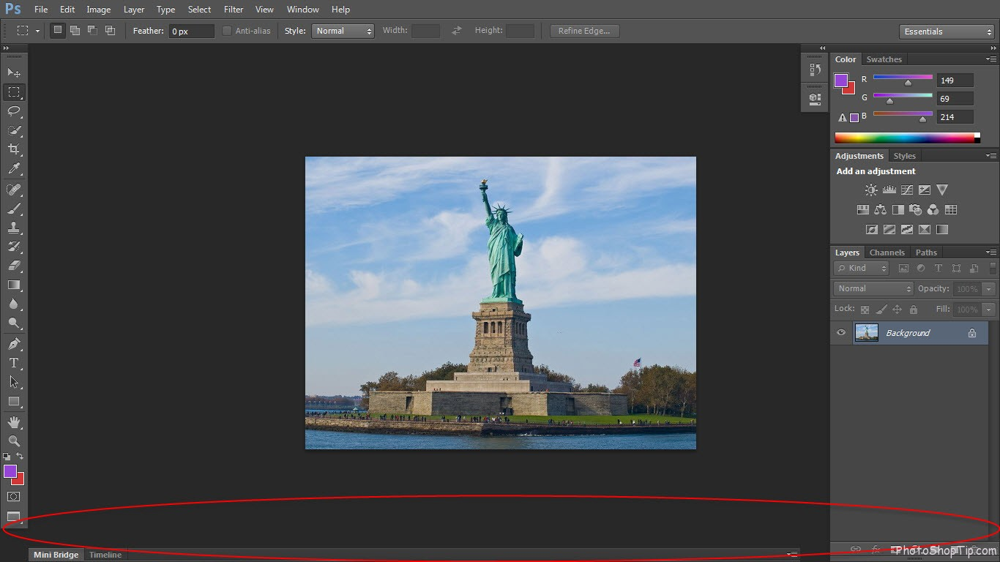 Ps File Edit Image Layer Type Select Filter View Window Help
Feather: 0 px Anti-alias Style: Normal Width: Height: Refine Edge... Essentials
Color Swatches
R 149
G 69
B 214
Adjustments Styles
Add an adjustment
Layers Channels Paths
Kind
Normal Opacity: 100%
Lock: Fill: 100%
Background
Mini Bridge Timeline
PhotoShopTip.com